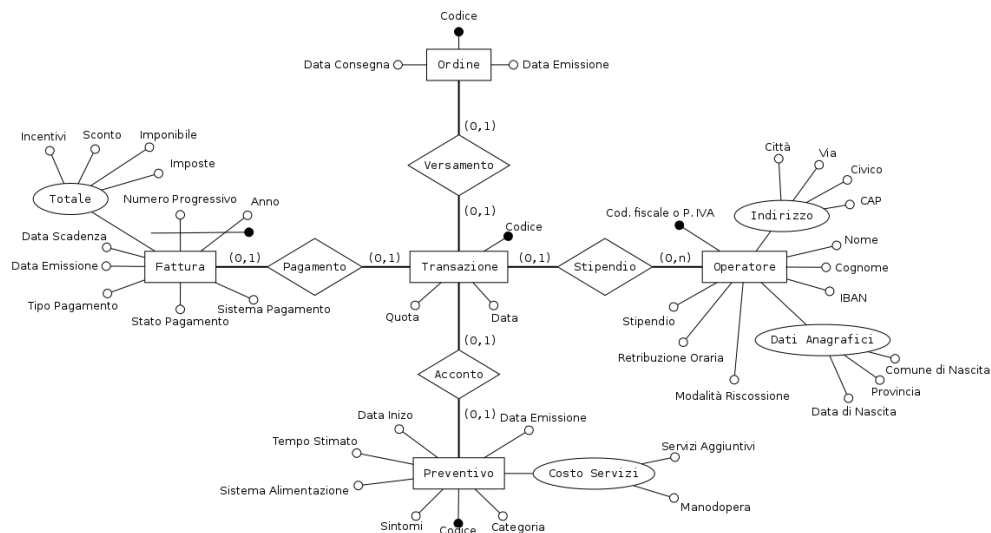 Codice
Ordine
Data Consegna
Data Emissione
(0,1)
Versamento
(0,1)
Incentivi
Sconto
Imponibile
Imposte
Totale
Numero Progressivo
Anno
Data Scadenza
Data Emissione
Fattura
Tipo Pagamento
Stato Pagamento
Sistema Pagamento
(0,1)
Pagamento
(0,1)
Codice
Transazione
Quota
Data
(0,1)
Stipendio
(0,n)
Città
Via
Civico
CAP
Indirizzo
Cod. fiscale o P. IVA
Operatore
Nome
Cognome
IBAN
Stipendio
Retribuzione Oraria
Modalità Riscossione
Dati Anagrafici
Comune di Nascita
Provincia
Data di Nascita
(0,1)
Acconto
(0,1)
Data Inizo
Data Emissione
Tempo Stimato
Sistema Alimentazione
Preventivo
Sintomi
Codice
Categoria
Costo Servizi
Servizi Aggiuntivi
Manodopera